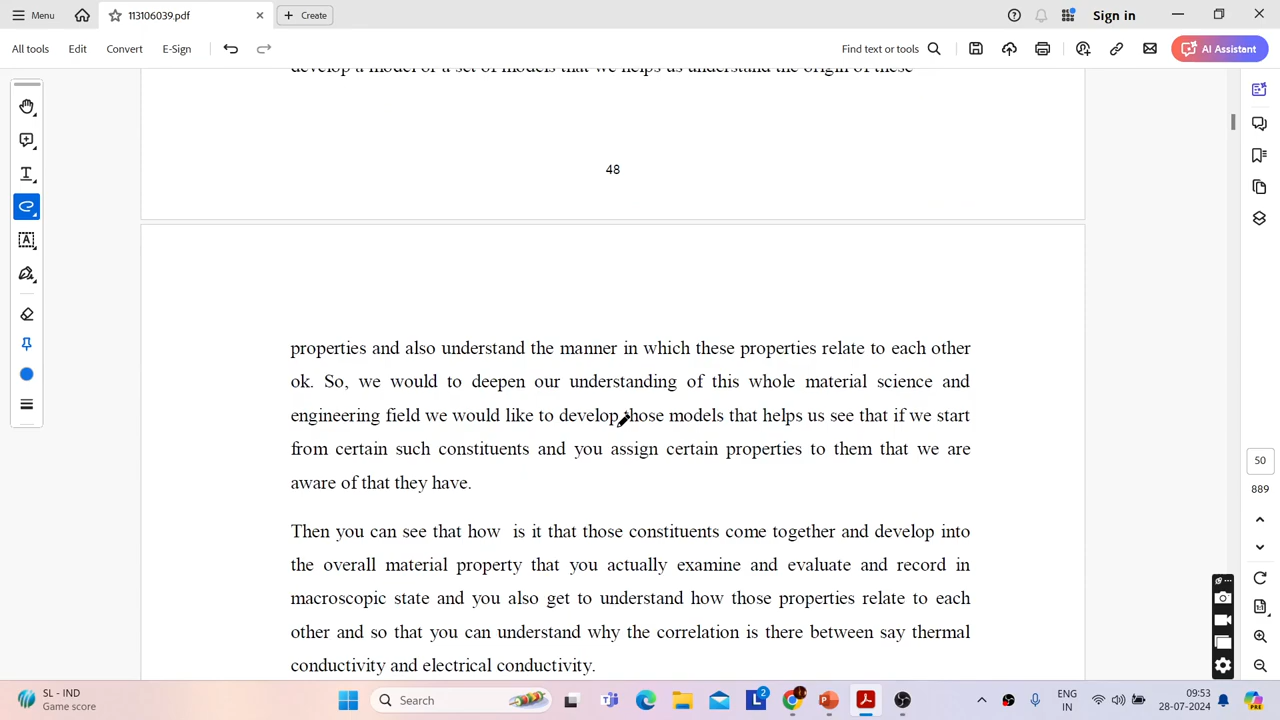 Menu
113106039.pdf
Create
Sign in
All tools
Edit
Convert
E-Sign
Find text or tools
AI Assistant
develop a model or a set of models that we helps us understand the origin of these
48
properties and also understand the manner in which these properties relate to each other
ok. So, we would to deepen our understanding of this whole material science and
engineering field we would like to develop those models that helps us see that if we start
from certain such constituents and you assign certain properties to them that we are
aware of that they have.
Then you can see that how is it that those constituents come together and develop into
the overall material property that you actually examine and evaluate and record in
macroscopic state and you also get to understand how those properties relate to each
other and so that you can understand why the correlation is there between say thermal
conductivity and electrical conductivity.
50
889
SL - IND
Game score
Search
2
ENG
IN
09:53
28-07-2024